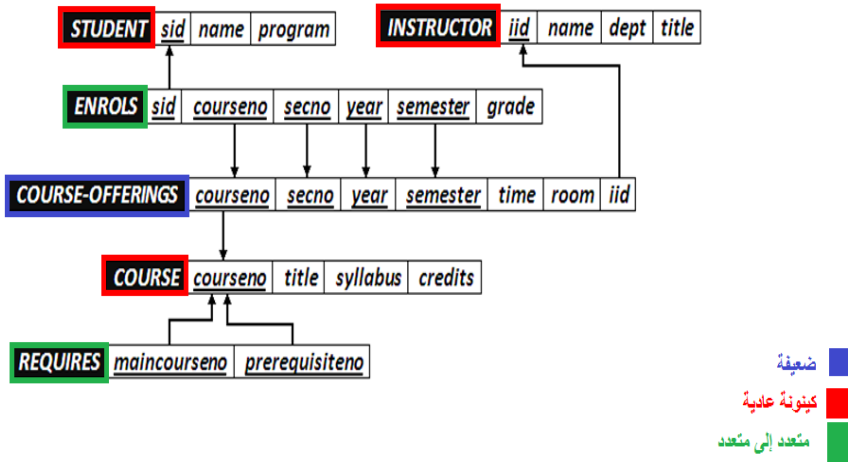 STUDENT sid name program
INSTRUCTOR iid name dept title
ENROLS sid courseno secno year semester grade
COURSE-OFFERINGS courseno secno year semester time room iid
COURSE courseno title syllabus credits
REQUIRES maincourseno prerequisiteno
ضعيفة
كينونة عادية
متعدد إلى متعدد